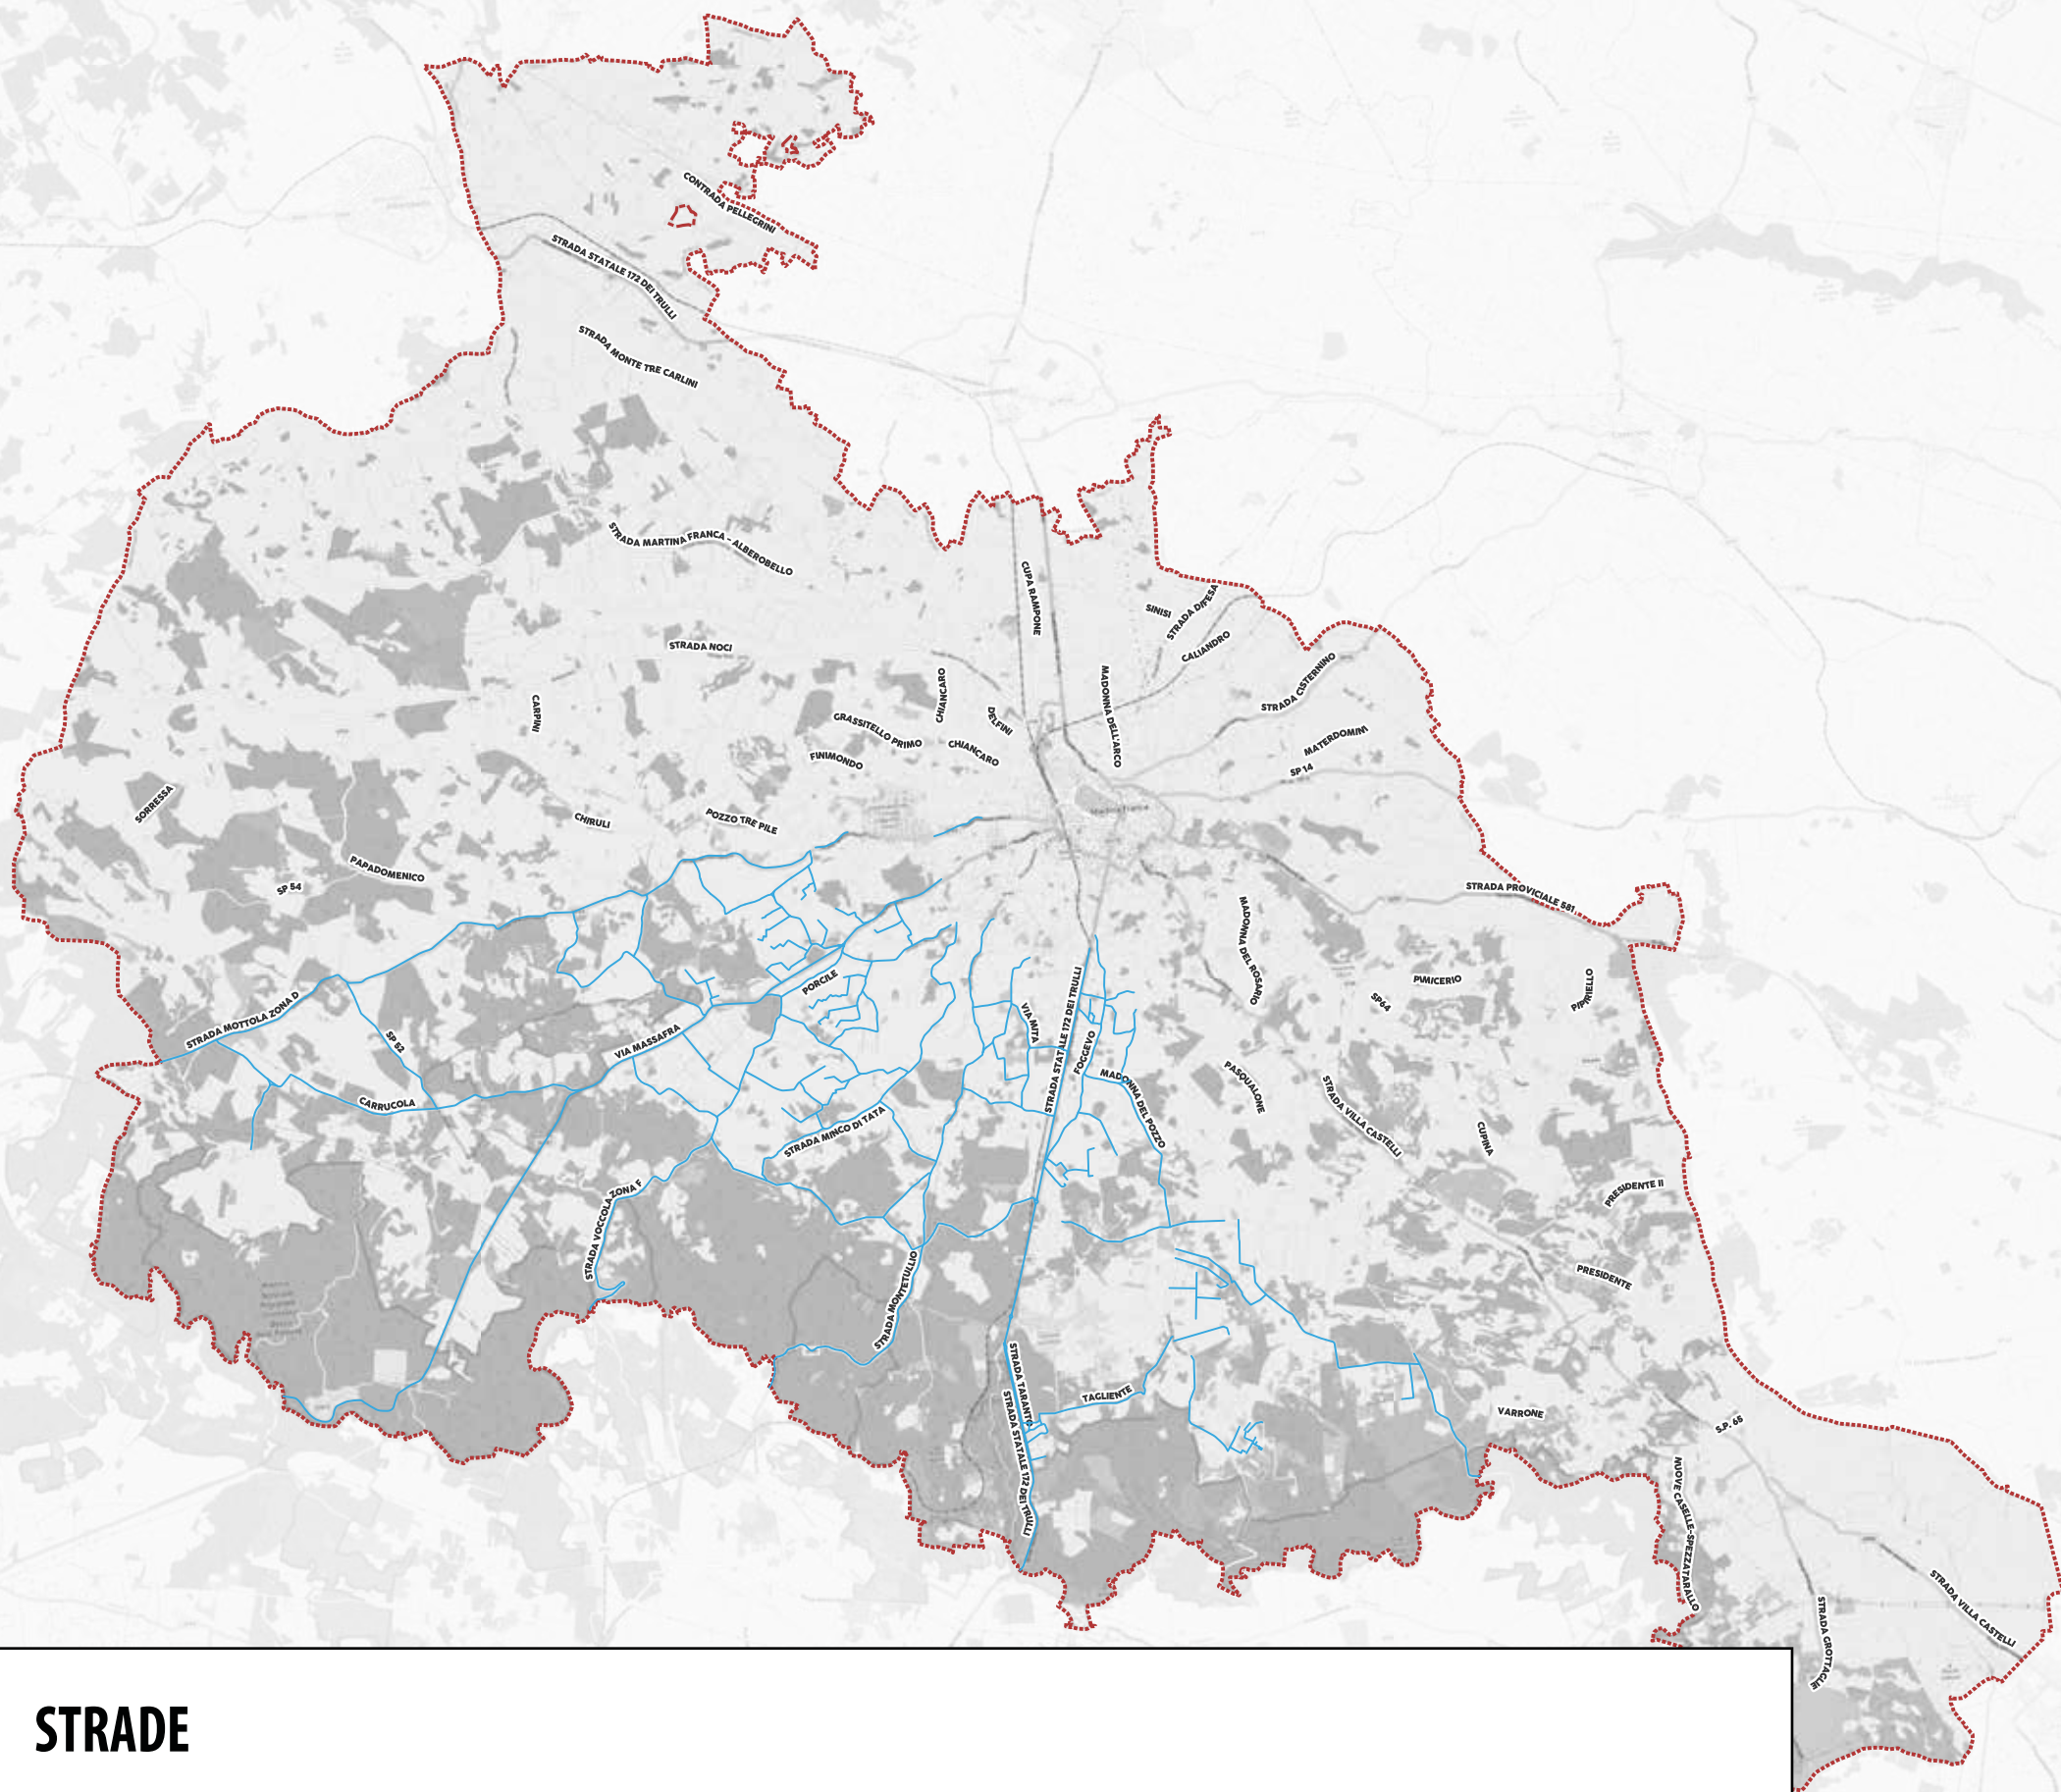 CONTRADA PELLEGRINI
STRADA STATALE 172 DEI TRULLI
STRADA MONTE TRE CARLINI
STRADA MARTINA FRANCA - ALBEROBELLO
CUPA RAMPONE
SINISI
STRADA DIFESA
CALIANDRO
STRADA NOCI
STRADA CISTERNINO
CARPINI
CHIANCARO
MADONNA DELL'ARCO
DELFINI
GRASSITELLO PRIMO
CHIANCARO
MATERDOMINI
FINIMONDO
SP 14
SORRESSA
Martina Franca
CHIRULI
POZZO TRE PILE
PAPADOMENICO
SP 54
STRADA PROVICIALE 581
MADONNA DEL ROSARIO
PORCILE
PIMICERIO
PIPIRIELLO
SP64
STRADA MOTTOLA ZONA D
SP 52
VIA MASSAFRA
VIA MITA
STRADA STATALE 172 DEI TRULLI
FOGGEVO
CARRUCOLA
MADONNA DEL POZZO
PASQUALONE
STRADA VILLA CASTELLI
STRADA MINCO DI TATA
CUPINA
STRADA VOCCOLA ZONA F
PRESIDENTE II
PRESIDENTE
STRADA MONTETULLIO
STRADA TARANTO
TAGLIENTE
STRADA STATALE 172 DEI TRULLI
VARRONE
S.P. 65
NUOVE CASELLE-SPEZZATARALLO
STRADA VILLA CASTELLI
STRADA GROTTAGLIE
STRADE